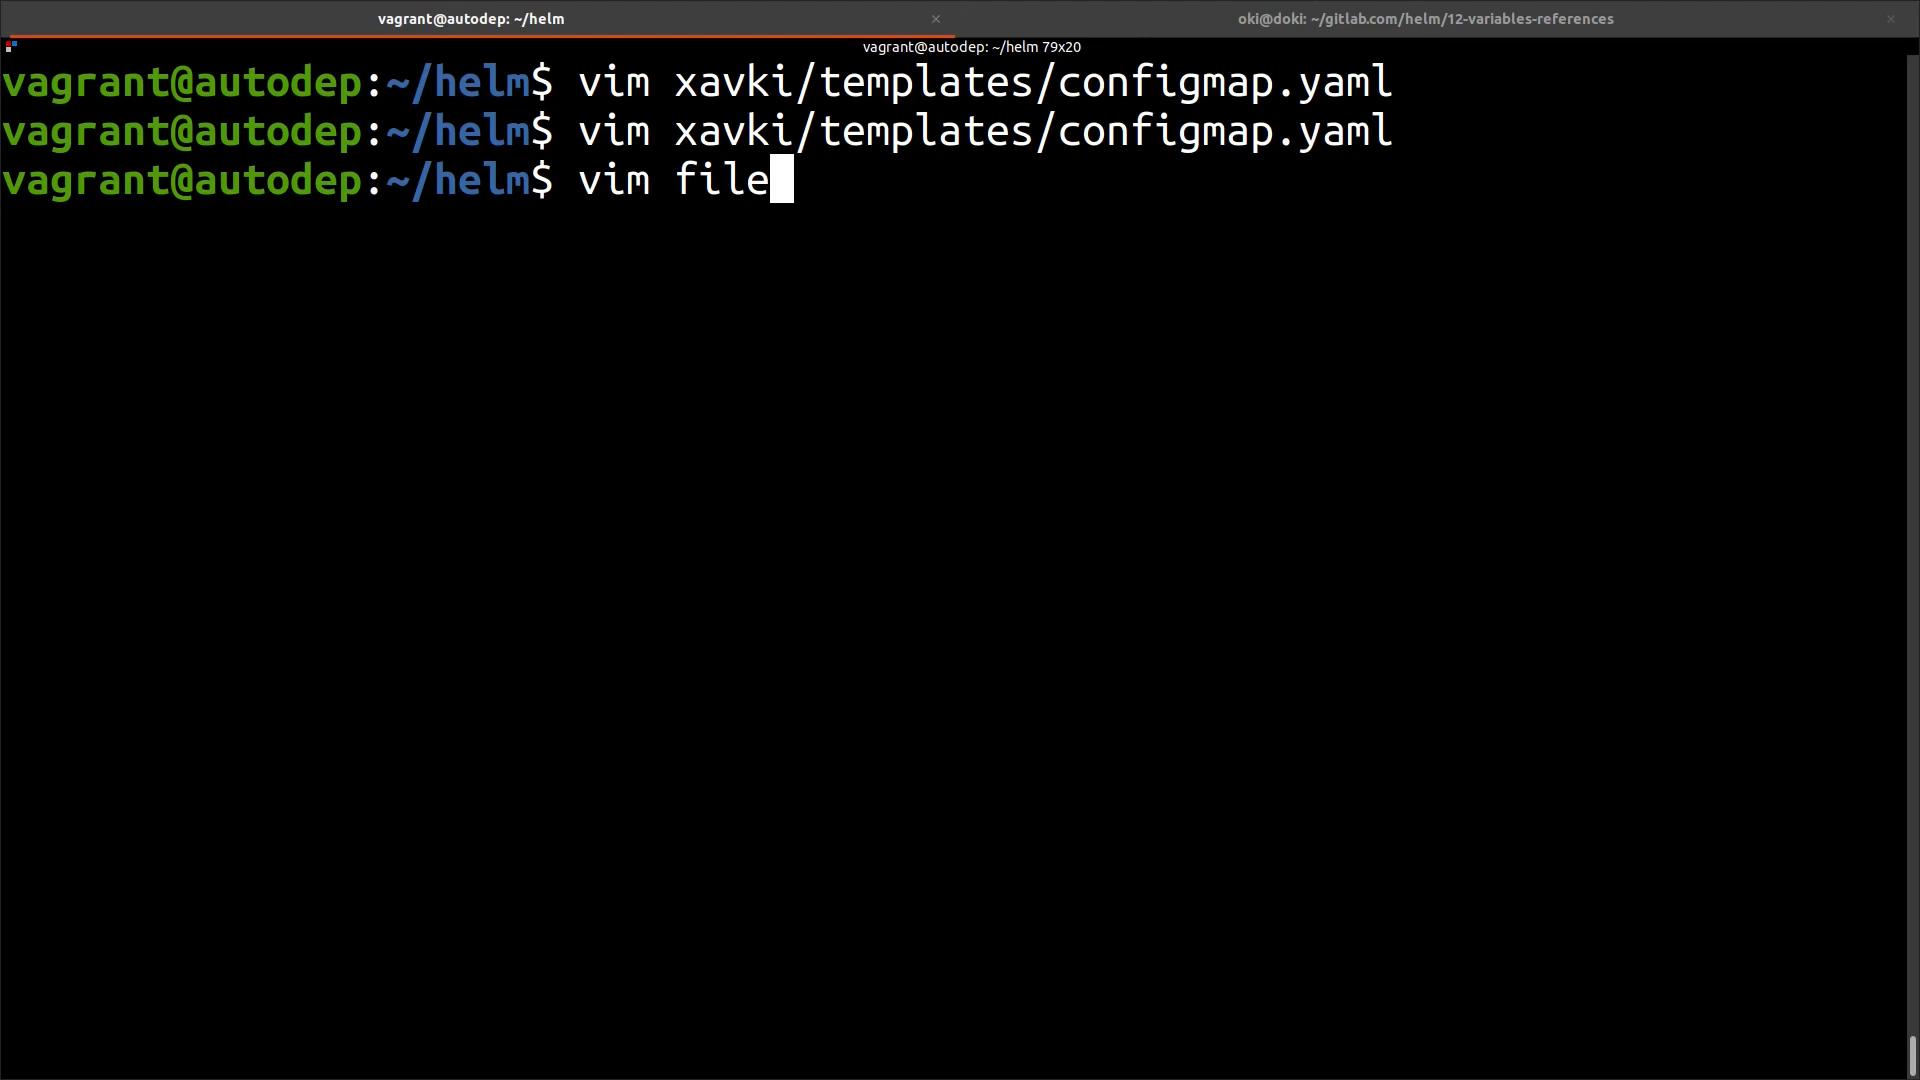 vagrant@autodep: ~/helm ×
oki@doki: ~/gitlab.com/helm/12-variables-references ×
vagrant@autodep: ~/helm 79x20
vagrant@autodep:~/helm$ vim xavki/templates/configmap.yaml
vagrant@autodep:~/helm$ vim xavki/templates/configmap.yaml
vagrant@autodep:~/helm$ vim file